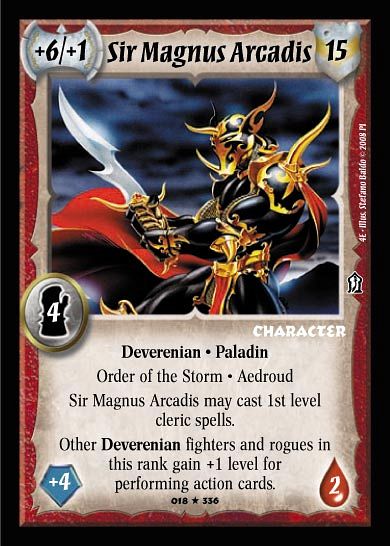 +6/+1 Sir Magnus Arcadis 15
4E • Illus. Stefano Baldo © 2008 PI
4
CHARACTER
Deverenian • Paladin
Order of the Storm • Aedroud
Sir Magnus Arcadis may cast 1st level
cleric spells.
Other Deverenian fighters and rogues in
this rank gain +1 level for
performing action cards.
+4
2
018 ★ 336